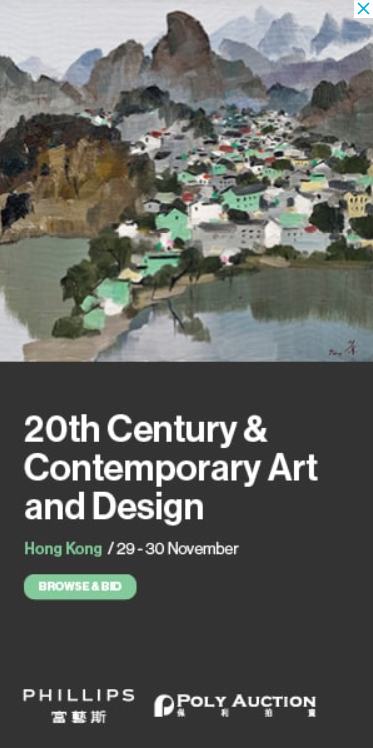 20th Century &
Contemporary Art
and Design
Hong Kong / 29 - 30 November
BROWSE & BID
PHILLIPS
富藝斯
POLY AUCTION
保利拍賣